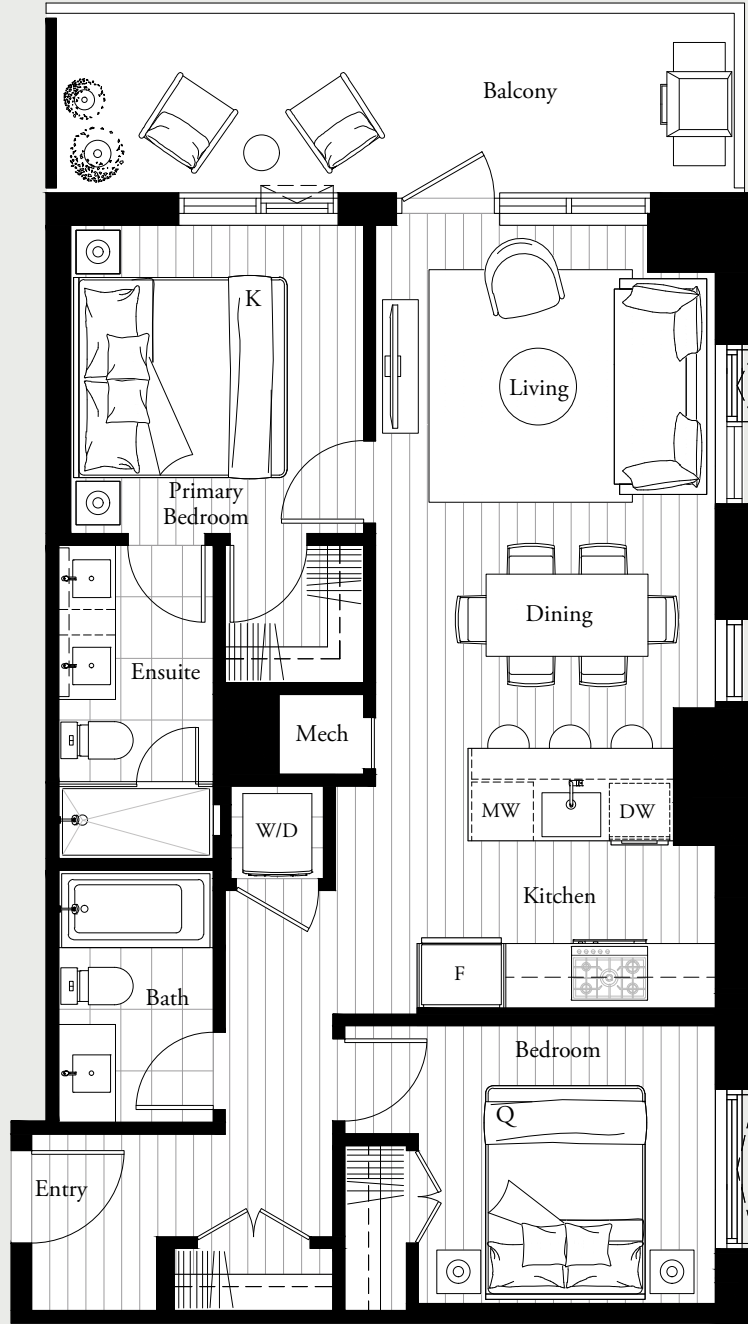 Balcony
K
Living
Primary
Bedroom
Dining
Ensuite
Mech
MW
DW
W/D
Kitchen
F
Bath
Bedroom
Q
Entry